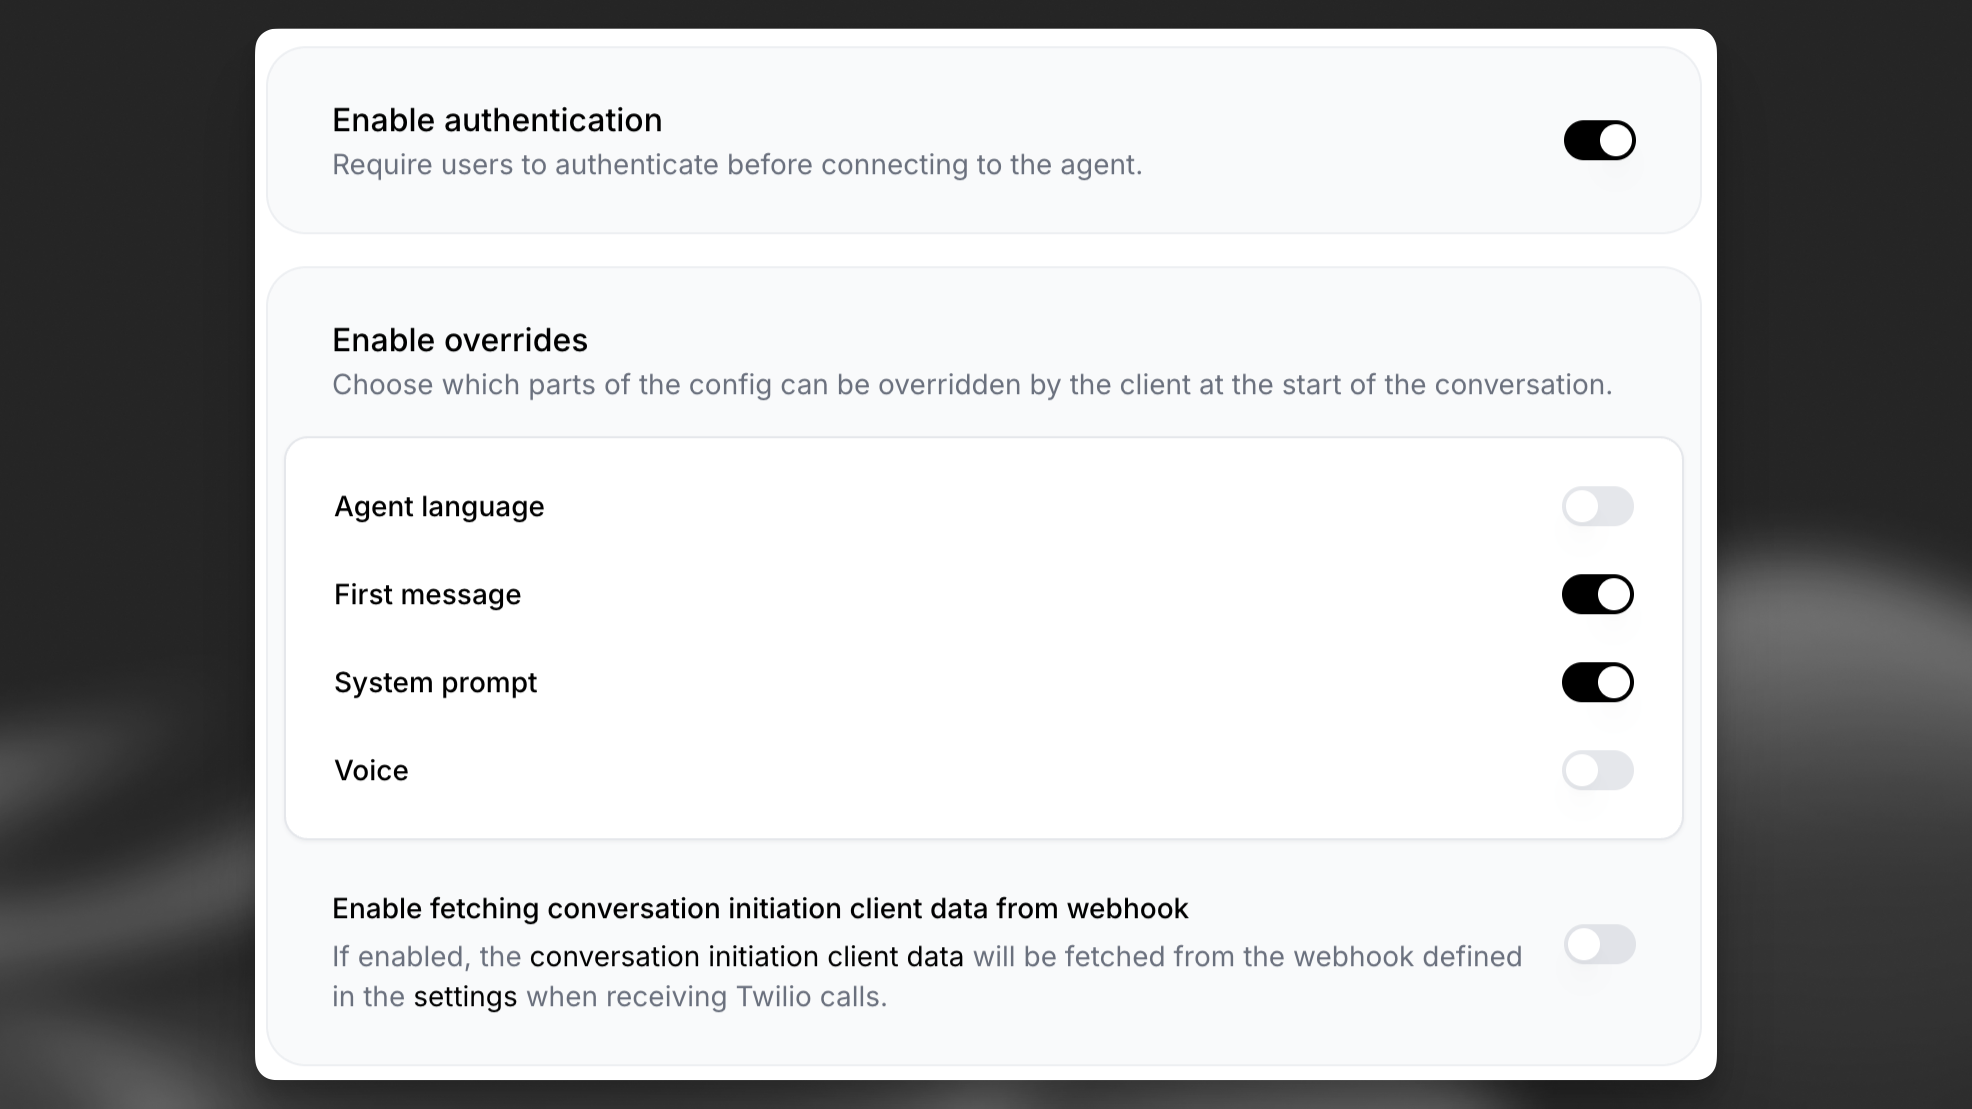 Enable authentication
Require users to authenticate before connecting to the agent.
Enable overrides
Choose which parts of the config can be overridden by the client at the start of the conversation.
Agent language
First message
System prompt
Voice
Enable fetching conversation initiation client data from webhook
If enabled, the conversation initiation client data will be fetched from the webhook defined
in the settings when receiving Twilio calls.